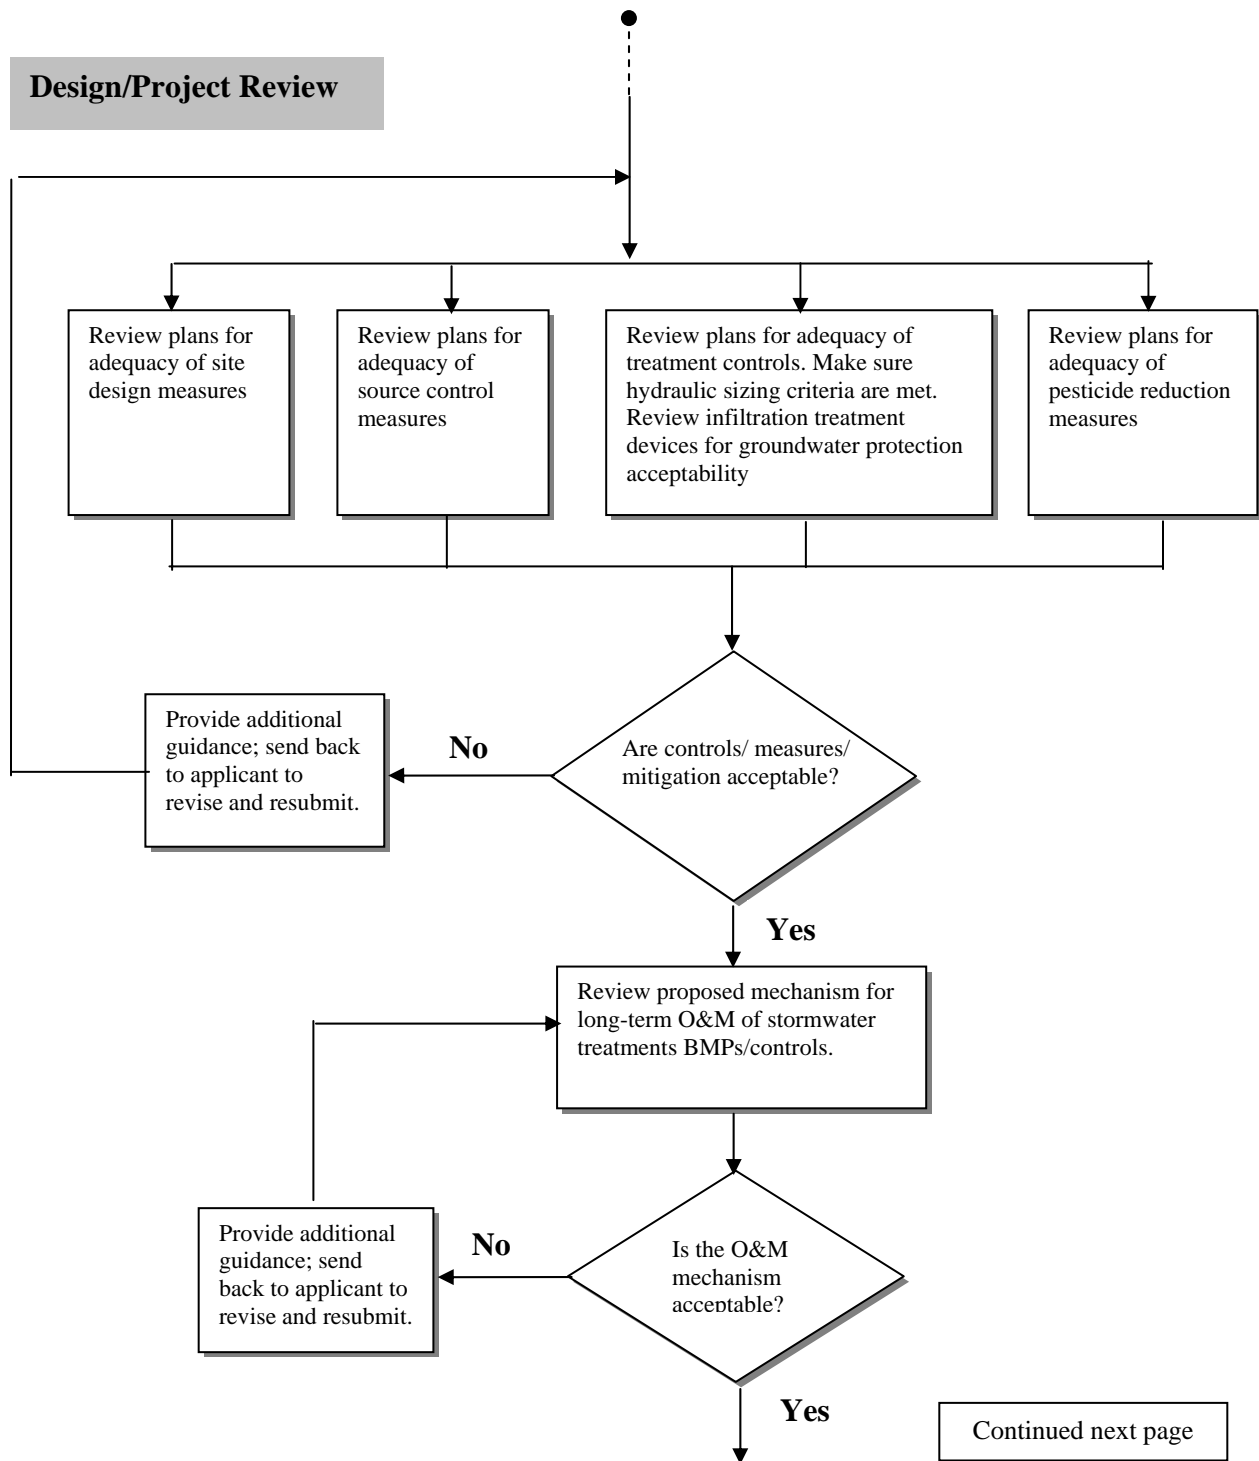 Design/Project Review
Review plans for
adequacy of site
design measures
Review plans for
adequacy of
source control
measures
Review plans for adequacy of
treatment controls. Make sure
hydraulic sizing criteria are met.
Review infiltration treatment
devices for groundwater protection
acceptability
Review plans for
adequacy of
pesticide reduction
measures
Are controls/ measures/
mitigation acceptable?
No
Provide additional
guidance; send back
to applicant to
revise and resubmit.
Yes
Review proposed mechanism for
long-term O&M of stormwater
treatments BMPs/controls.
Is the O&M
mechanism
acceptable?
No
Provide additional
guidance; send
back to applicant to
revise and resubmit.
Yes
Continued next page